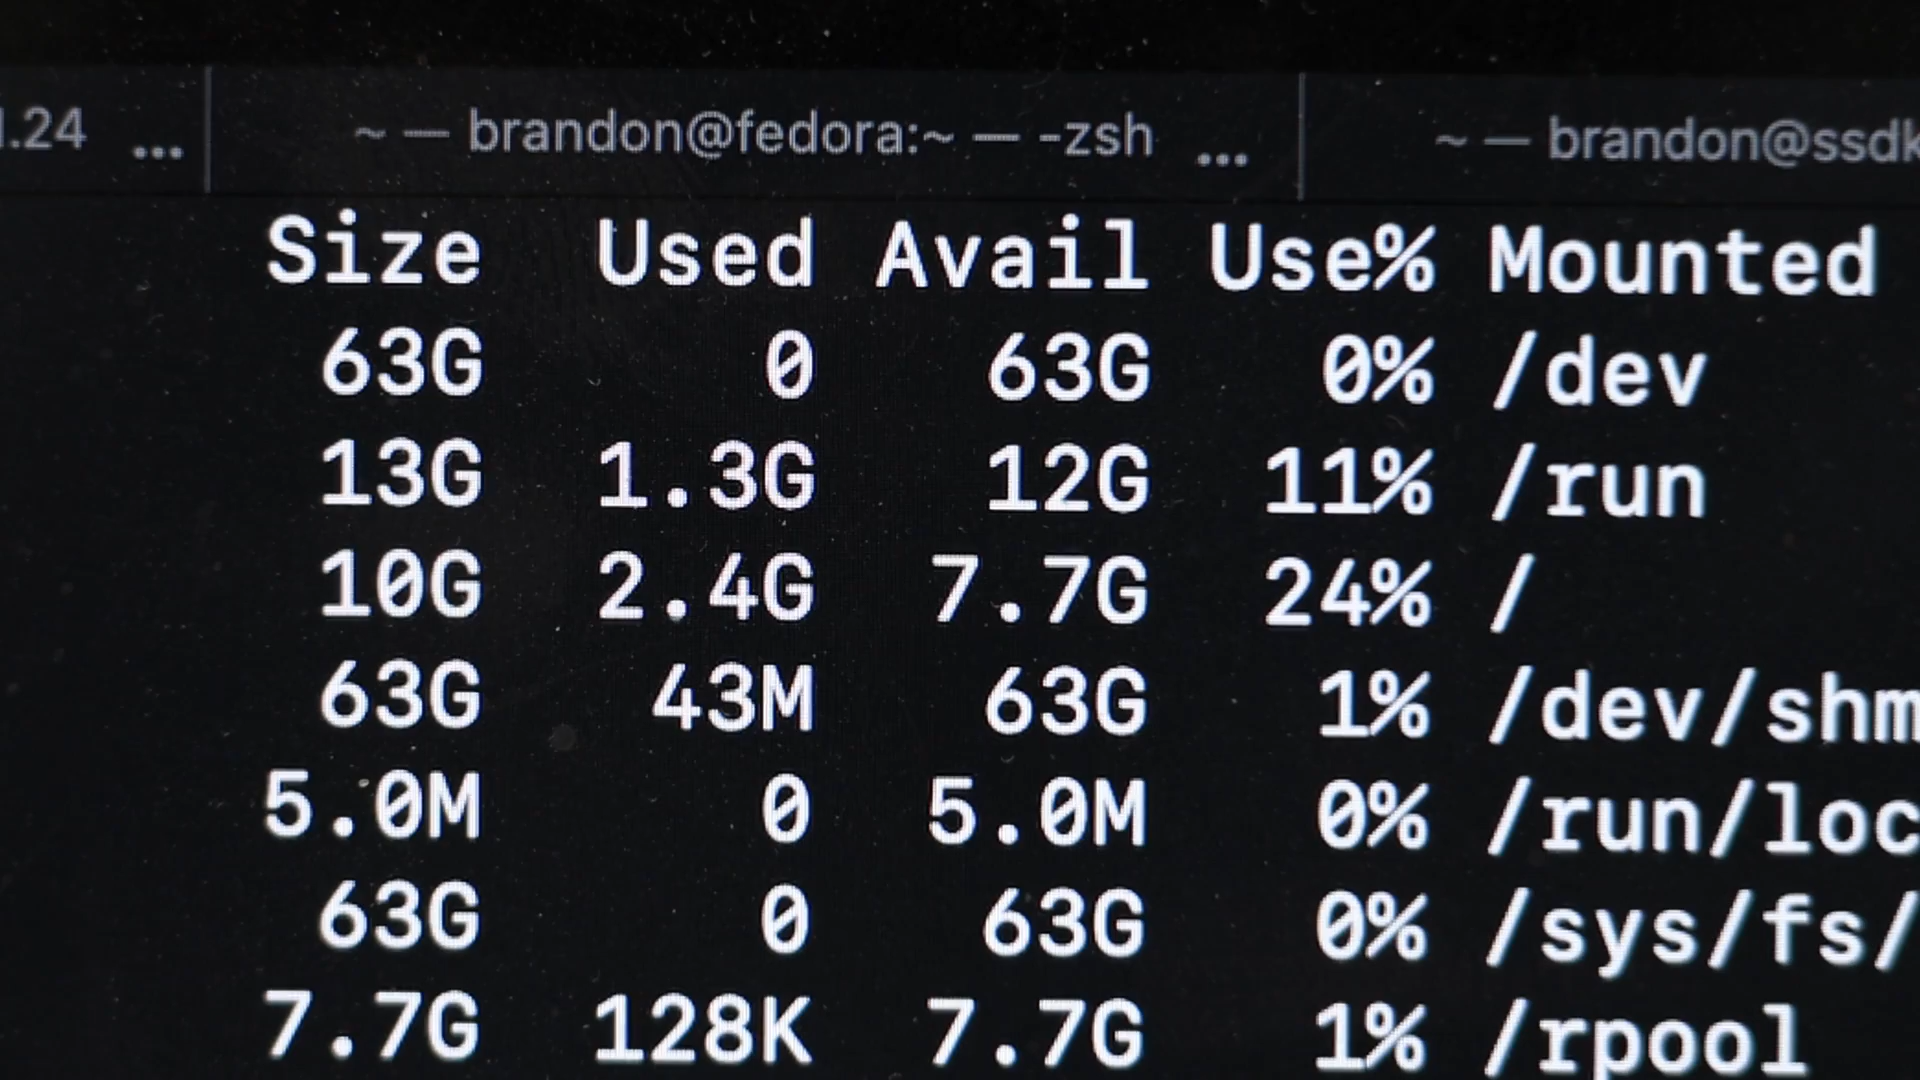 .24 ... ~ — brandon@fedora:~ — -zsh ... ~ — brandon@ssdk
Size Used Avail Use% Mounted
63G 0 63G 0% /dev
13G 1.3G 12G 11% /run
10G 2.4G 7.7G 24% /
63G 43M 63G 1% /dev/shm
5.0M 0 5.0M 0% /run/loc
63G 0 63G 0% /sys/fs/
7.7G 128K 7.7G 1% /rpool